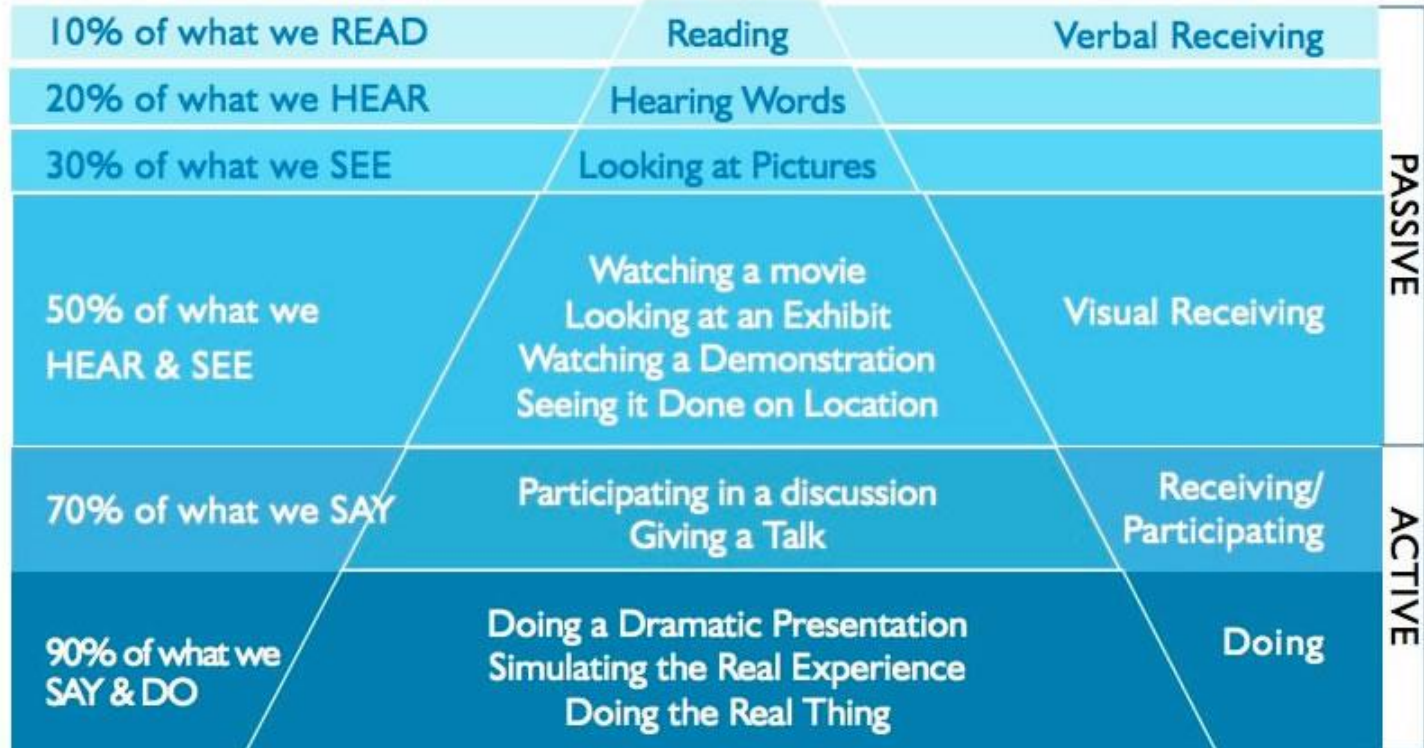 10% of what we READ
Reading
Verbal Receiving
20% of what we HEAR
Hearing Words
30% of what we SEE
Looking at Pictures
PASSIVE
50% of what we
HEAR & SEE
Watching a movie
Looking at an Exhibit
Watching a Demonstration
Seeing it Done on Location
Visual Receiving
70% of what we SAY
Participating in a discussion
Giving a Talk
Receiving/
Participating
ACTIVE
90% of what we
SAY & DO
Doing a Dramatic Presentation
Simulating the Real Experience
Doing the Real Thing
Doing